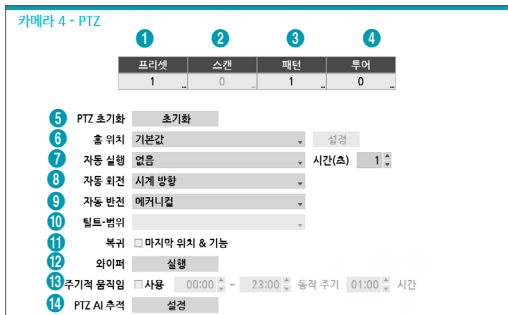 카메라 4 - PTZ
1 2 3 4
프리셋 스캔 패턴 투어
1 ... 0 ... 1 ... 0 ...
5 PTZ 초기화 초기화
6 홈 위치 기본값 설정
7 자동 실행 없음 시간(초) 1
8 자동 회전 시계 방향
9 자동 반전 메커니컬
10 틸트-범위
11 복귀 마지막 위치 & 기능
12 와이퍼 실행
13 주기적 움직임 사용 00:00 ~ 23:00 동작 주기 01:00 시간
14 PTZ AI 추적 설정